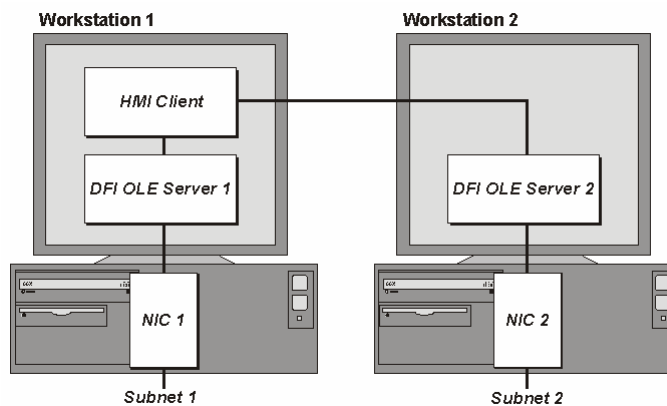 Workstation 1
Workstation 2
HMI Client
DFI OLE Server 1
DFI OLE Server 2
66X
NIC 1
NIC 2
Subnet 1
Subnet 2